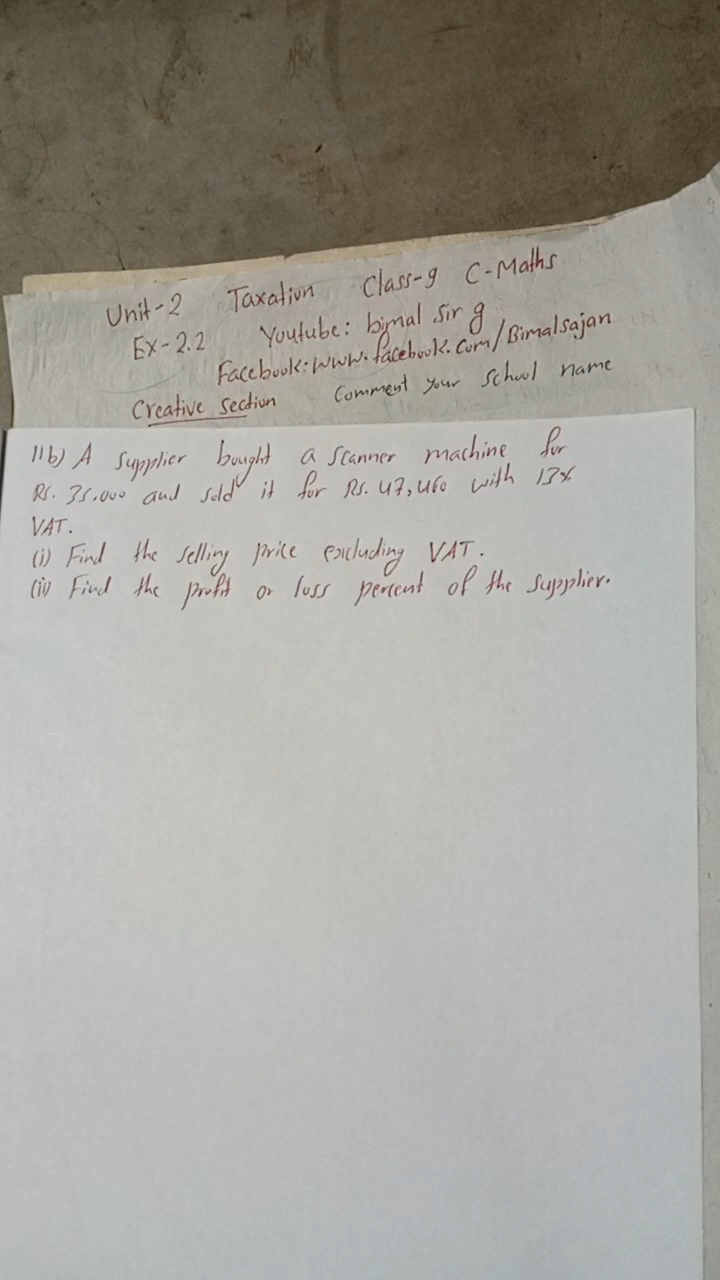 Unit-2 Taxation Class-9 C-Maths
Ex-2.2 Youtube: bimal sir g
Facebook: www.facebook.com/Bimalsajan
Creative section Comment your school name
11b) A supplier bought a scanner machine for
Rs. 35,000 and sold it for Rs. 47,460 with 13%
VAT.
(i) Find the selling price excluding VAT.
(ii) Find the profit or loss percent of the supplier.